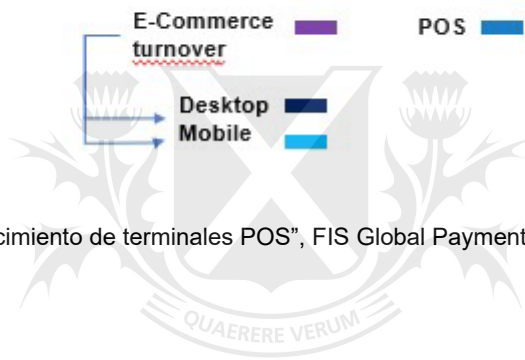 E-Commerce POS
turnover
Desktop
Mobile
cimiento de terminales POS”, FIS Global Payment
QUAERERE VERUM